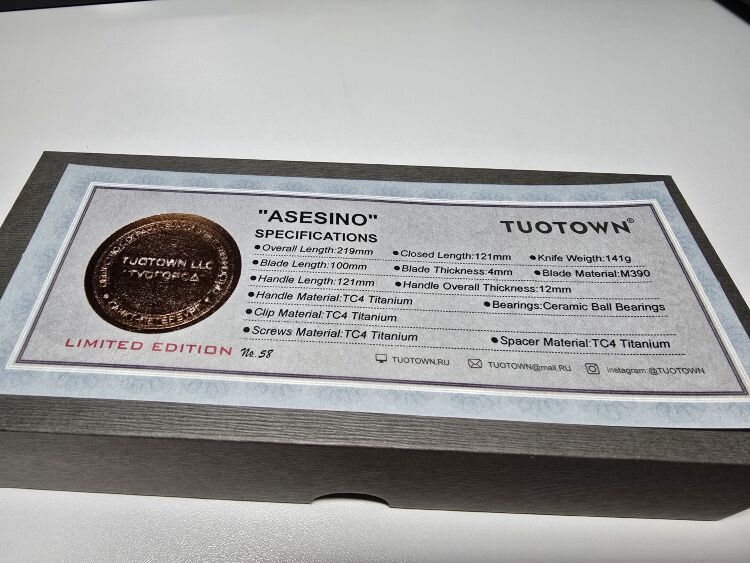 "ASESINO"
TUOTOWN®
SPECIFICATIONS
●Overall Length:219mm ●Closed Length:121mm ●Knife Weigth:141g
●Blade Length:100mm ●Blade Thickness:4mm ●Blade Material:M390
●Handle Length:121mm ●Handle Overall Thickness:12mm
●Handle Material:TC4 Titanium ●Bearings:Ceramic Ball Bearings
●Clip Material:TC4 Titanium
●Screws Material:TC4 Titanium ●Spacer Material:TC4 Titanium
TUOTOWN LLC
LIMITED EDITION №.58
TUOTOWN.RU TUOTOWN@mail.RU instagram:@TUOTOWN